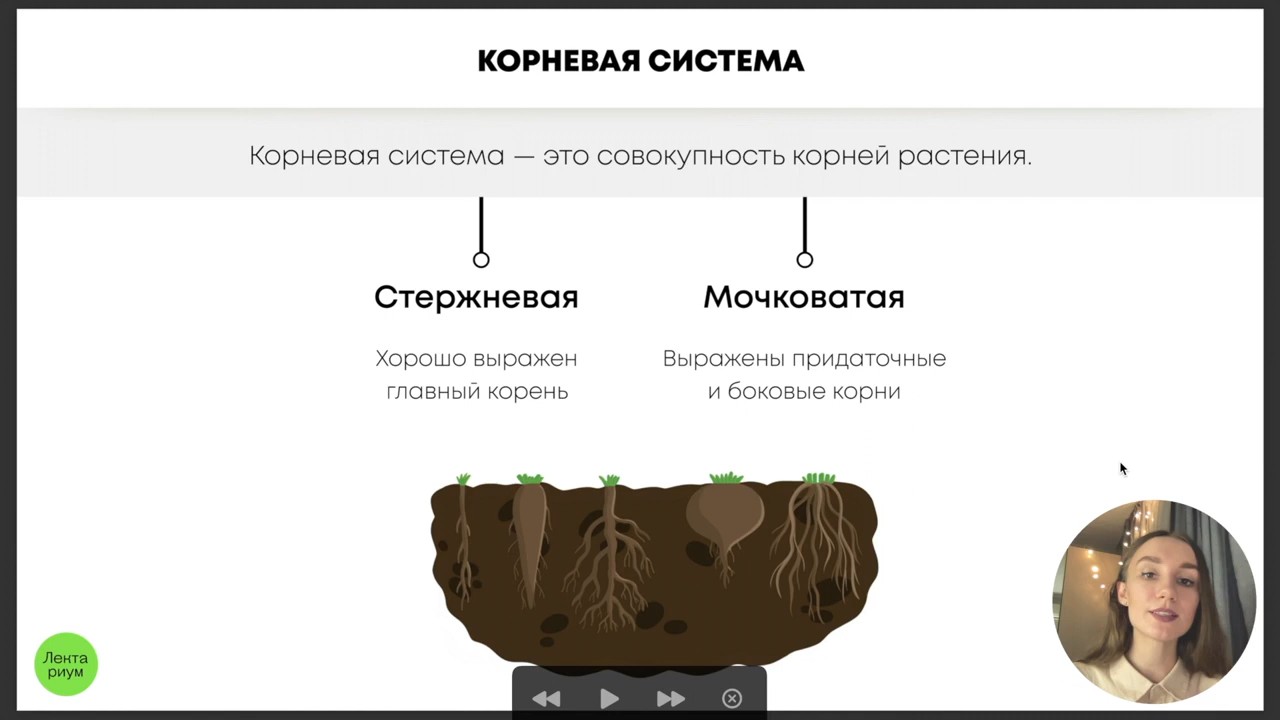 КОРНЕВАЯ СИСТЕМА
Корневая система — это совокупность корней растения.
Стержневая
Хорошо выражен
главный корень
Мочковатая
Выражены придаточные
и боковые корни
Лекта
риум